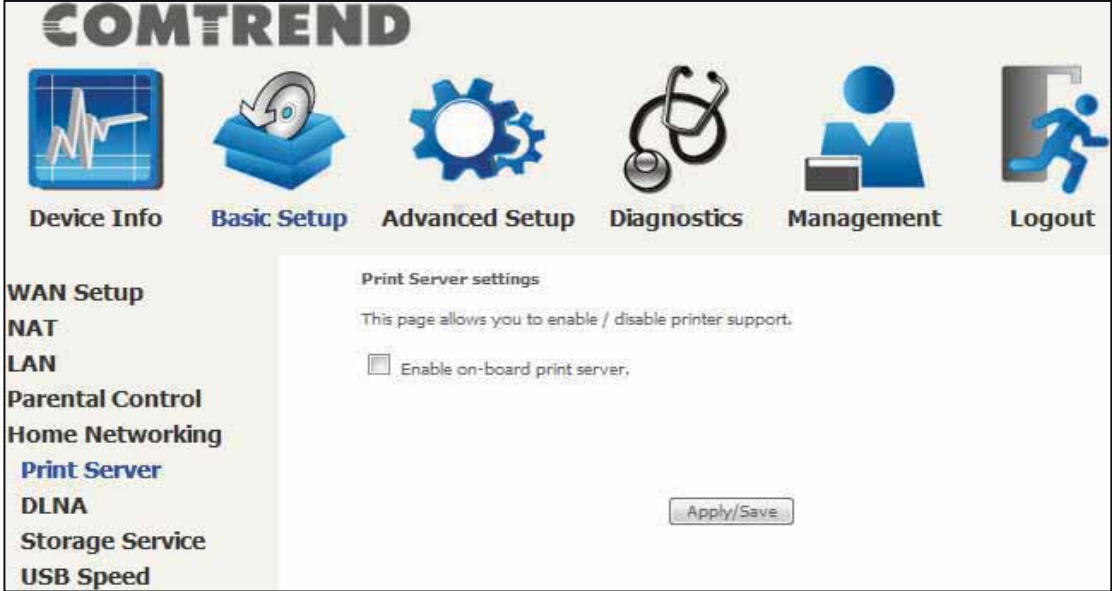 COMTREND
Device Info
Basic Setup
Advanced Setup
Diagnostics
Management
Logout
WAN Setup
NAT
LAN
Parental Control
Home Networking
Print Server
DLNA
Storage Service
USB Speed
Print Server settings
This page allows you to enable / disable printer support.
Enable on-board print server.
Apply/Save